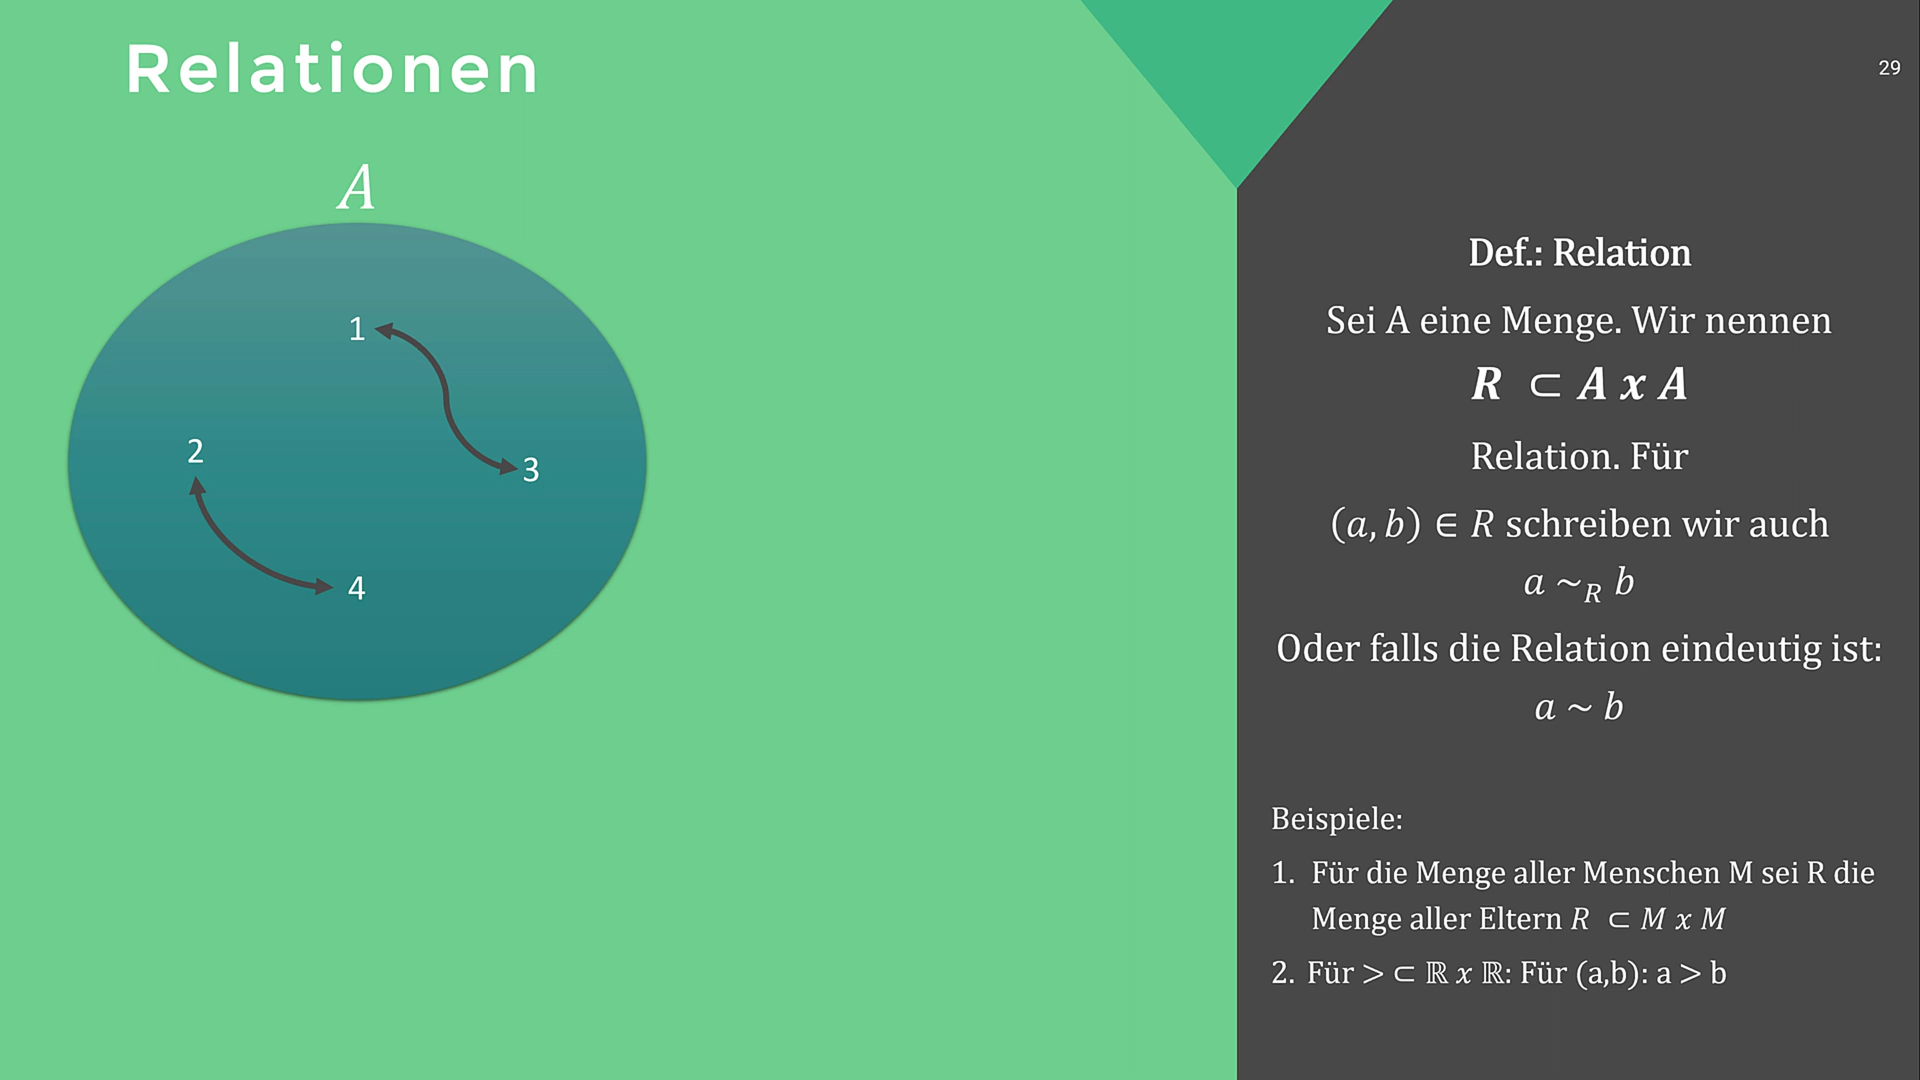 Relationen
29
A
1
2
3
4
Def.: Relation
Sei A eine Menge. Wir nennen
R ⊂ A x A
Relation. Für
(a, b) ∈ R schreiben wir auch
a ~_R b
Oder falls die Relation eindeutig ist:
a ~ b
Beispiele:
1. Für die Menge aller Menschen M sei R die
Menge aller Eltern R ⊂ M x M
2. Für > ⊂ ℝ x ℝ: Für (a,b): a > b